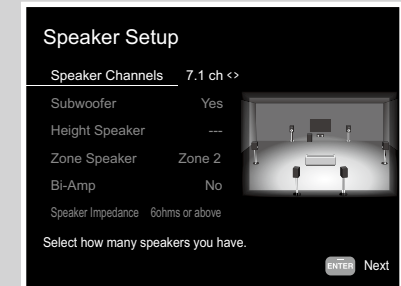 Speaker Setup
Speaker Channels 7.1 ch <>
Subwoofer Yes
Height Speaker ---
Zone Speaker Zone 2
Bi-Amp No
Speaker Impedance 6ohms or above
Select how many speakers you have.
ENTER Next